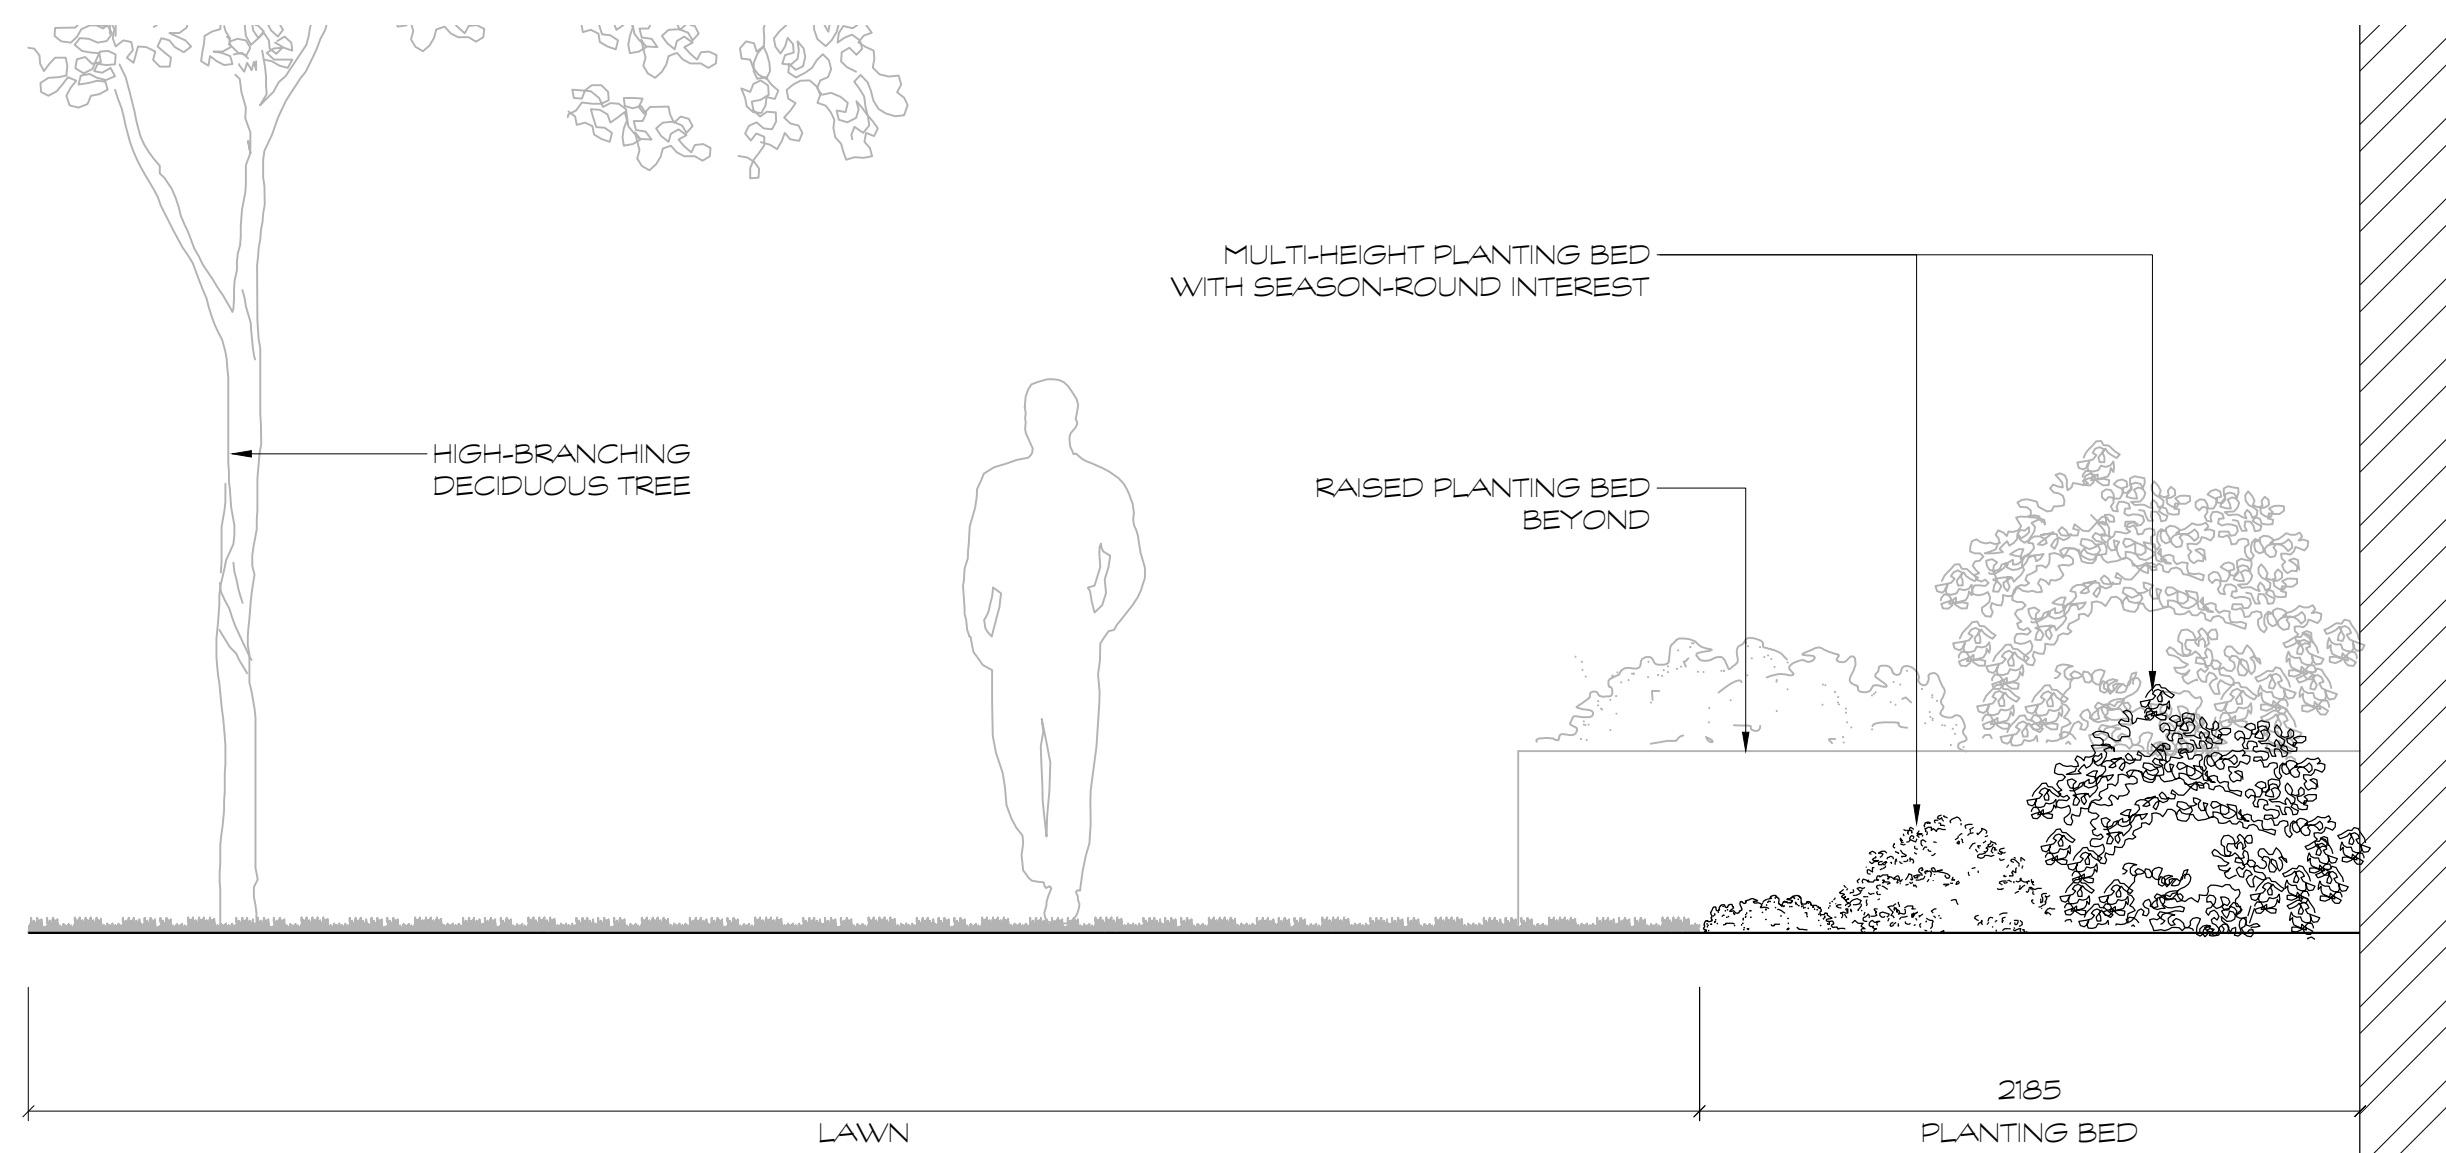 MULTI-HEIGHT PLANTING BED
WITH SEASON-ROUND INTEREST
HIGH-BRANCHING
DECIDUOUS TREE
RAISED PLANTING BED
BEYOND
2185
LAWN
PLANTING BED